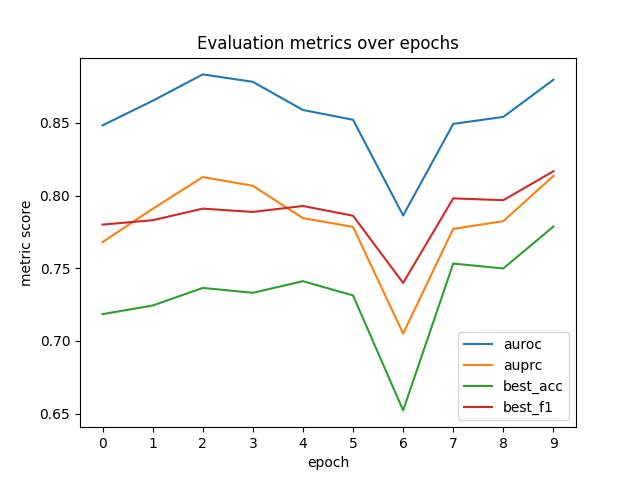 Evaluation metrics over epochs
metric score
0.85
0.80
0.75
0.70
0.65
0 1 2 3 4 5 6 7 8 9
epoch
auroc
auprc
best_acc
best_f1